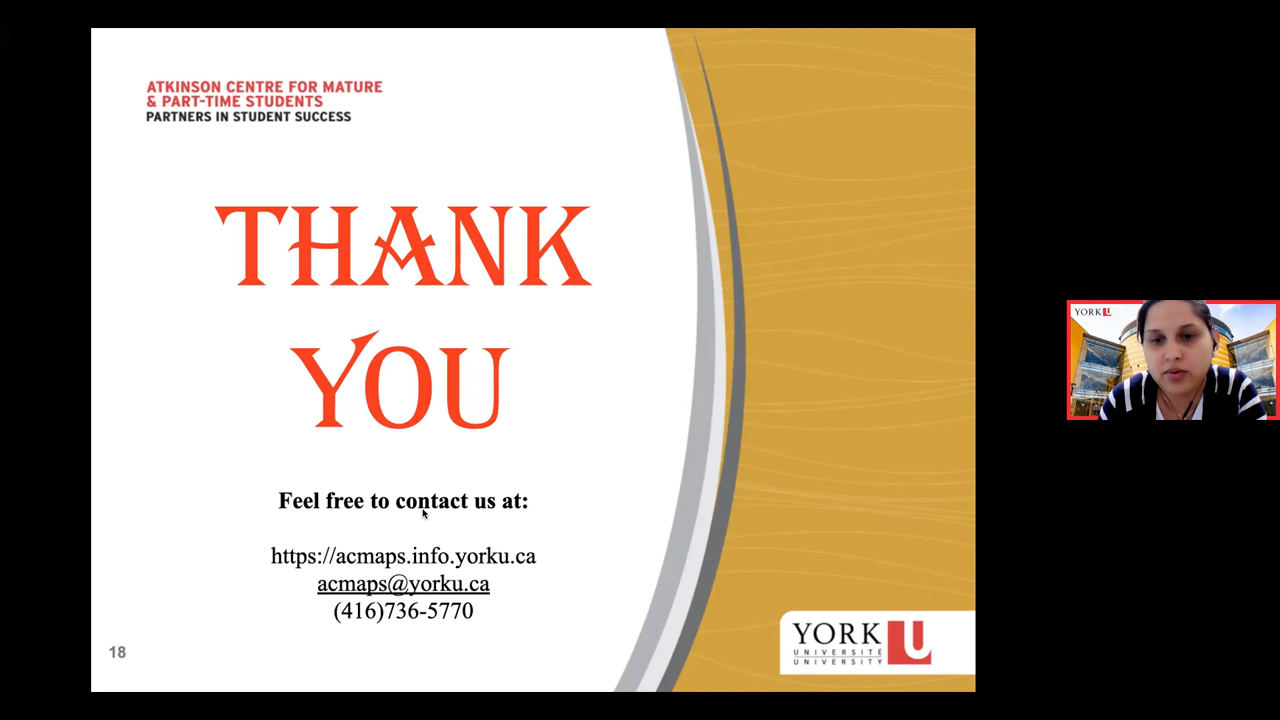 ATKINSON CENTRE FOR MATURE
& PART-TIME STUDENTS
PARTNERS IN STUDENT SUCCESS
THANK
YOU
Feel free to contact us at:
https://acmaps.info.yorku.ca
acmaps@yorku.ca
(416)736-5770
18
YORK U
UNIVERSITÉ
UNIVERSITY
YORK U